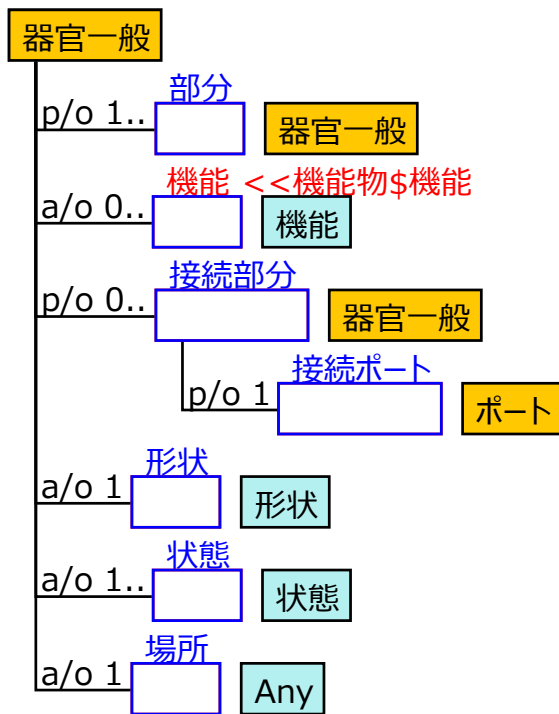 器官一般
部分
p/o 1.. 器官一般
機能 <<機能物$機能
a/o 0.. 機能
接続部分
p/o 0.. 器官一般
接続ポート
p/o 1 ポート
形状
a/o 1 形状
状態
a/o 1.. 状態
場所
a/o 1 Any